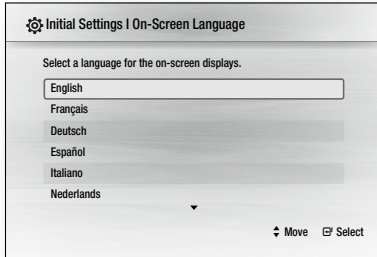 Initial Settings I On-Screen Language
Select a language for the on-screen displays.
English
Français
Deutsch
Español
Italiano
Nederlands
Move Select